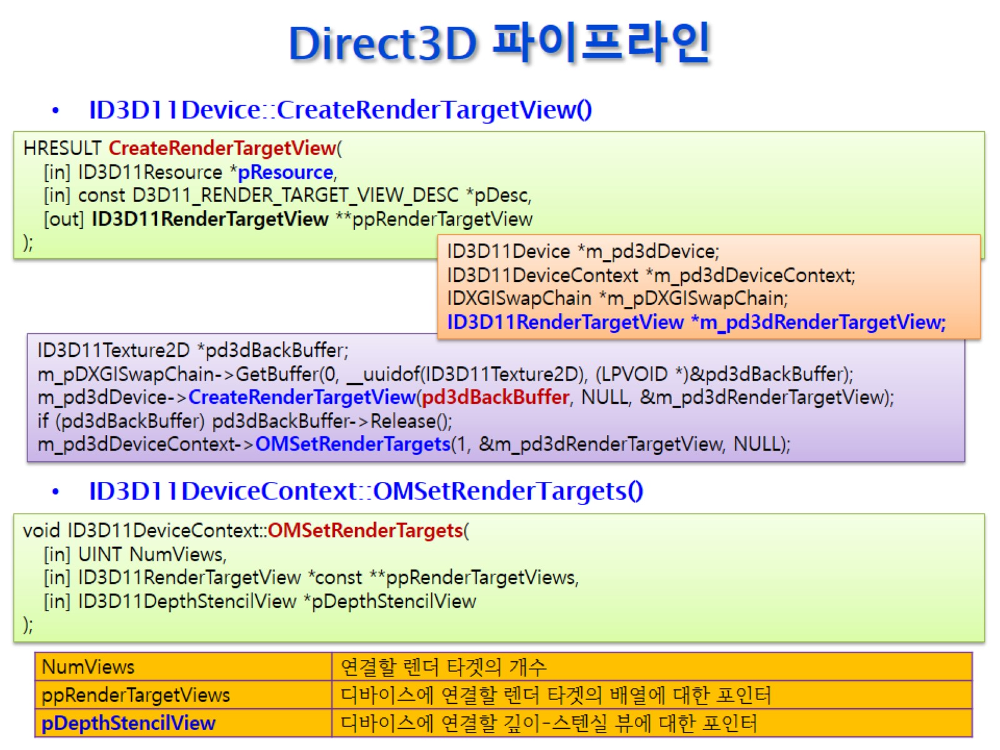 Direct3D 파이프라인
• ID3D11Device::CreateRenderTargetView()
HRESULT CreateRenderTargetView(
[in] ID3D11Resource *pResource,
[in] const D3D11_RENDER_TARGET_VIEW_DESC *pDesc,
[out] ID3D11RenderTargetView **ppRenderTargetView
);
ID3D11Device *m_pd3dDevice;
ID3D11DeviceContext *m_pd3dDeviceContext;
IDXGISwapChain *m_pDXGISwapChain;
ID3D11RenderTargetView *m_pd3dRenderTargetView;
ID3D11Texture2D *pd3dBackBuffer;
m_pDXGISwapChain->GetBuffer(0, __uuidof(ID3D11Texture2D), (LPVOID *)&pd3dBackBuffer);
m_pd3dDevice->CreateRenderTargetView(pd3dBackBuffer, NULL, &m_pd3dRenderTargetView);
if (pd3dBackBuffer) pd3dBackBuffer->Release();
m_pd3dDeviceContext->OMSetRenderTargets(1, &m_pd3dRenderTargetView, NULL);
• ID3D11DeviceContext::OMSetRenderTargets()
void ID3D11DeviceContext::OMSetRenderTargets(
[in] UINT NumViews,
[in] ID3D11RenderTargetView *const **ppRenderTargetViews,
[in] ID3D11DepthStencilView *pDepthStencilView
);
NumViews 연결할 렌더 타겟의 개수
ppRenderTargetViews 디바이스에 연결할 렌더 타겟의 배열에 대한 포인터
pDepthStencilView 디바이스에 연결할 깊이-스텐실 뷰에 대한 포인터